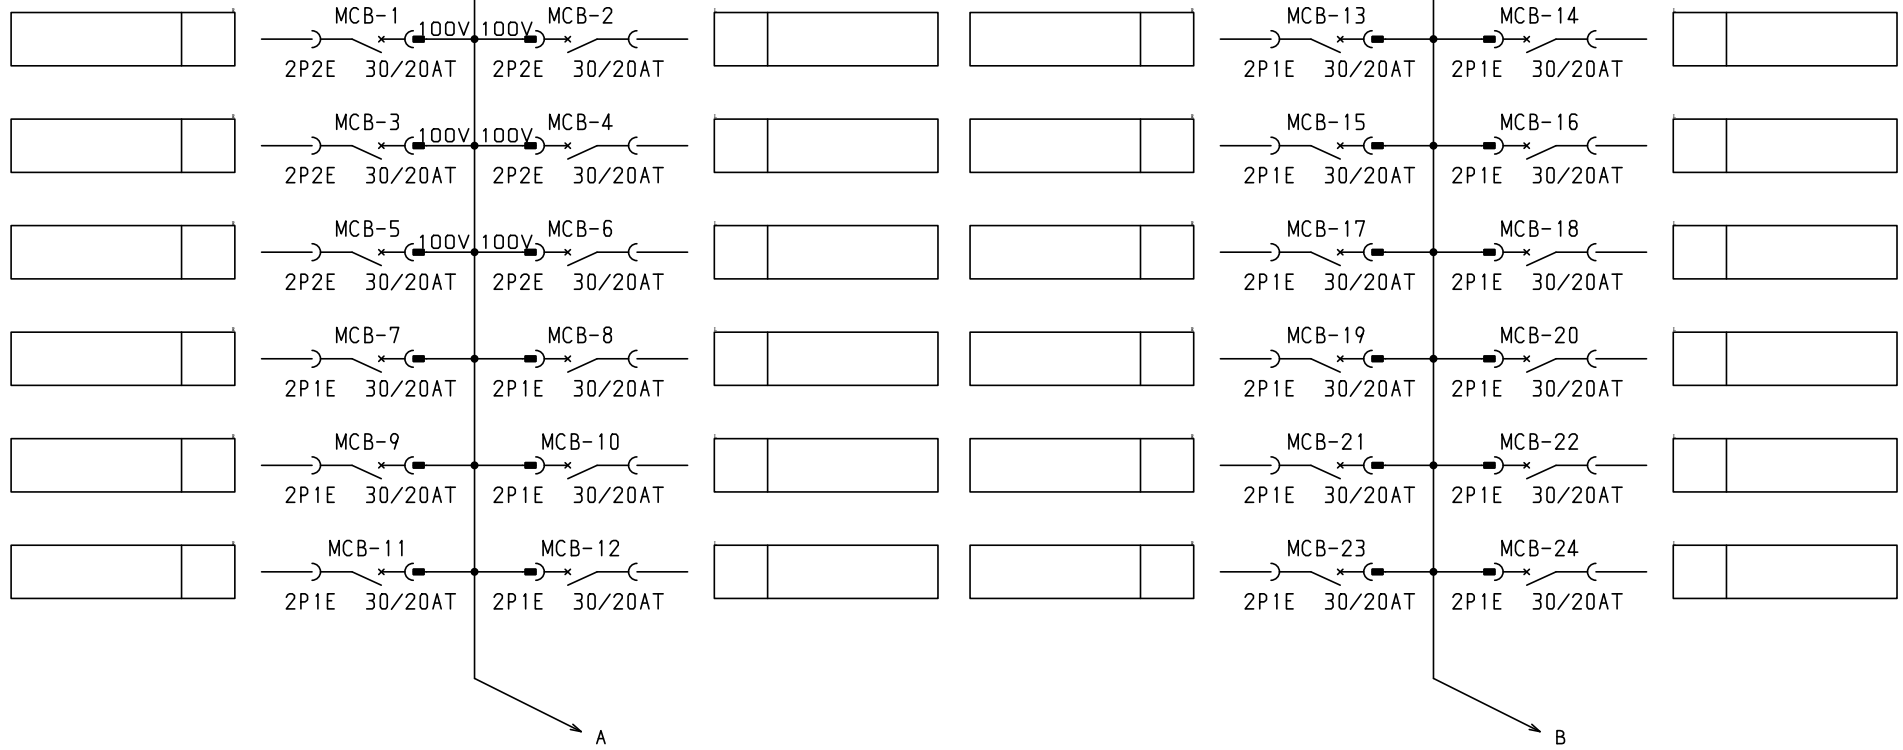 MCB-1 MCB-2 MCB-13 MCB-14
100V 100V
2P2E 30/20AT 2P2E 30/20AT 2P1E 30/20AT 2P1E 30/20AT
MCB-3 MCB-4 MCB-15 MCB-16
100V 100V
2P2E 30/20AT 2P2E 30/20AT 2P1E 30/20AT 2P1E 30/20AT
MCB-5 MCB-6 MCB-17 MCB-18
100V 100V
2P2E 30/20AT 2P2E 30/20AT 2P1E 30/20AT 2P1E 30/20AT
MCB-7 MCB-8 MCB-19 MCB-20
2P1E 30/20AT 2P1E 30/20AT 2P1E 30/20AT 2P1E 30/20AT
MCB-9 MCB-10 MCB-21 MCB-22
2P1E 30/20AT 2P1E 30/20AT 2P1E 30/20AT 2P1E 30/20AT
MCB-11 MCB-12 MCB-23 MCB-24
2P1E 30/20AT 2P1E 30/20AT 2P1E 30/20AT 2P1E 30/20AT
A B